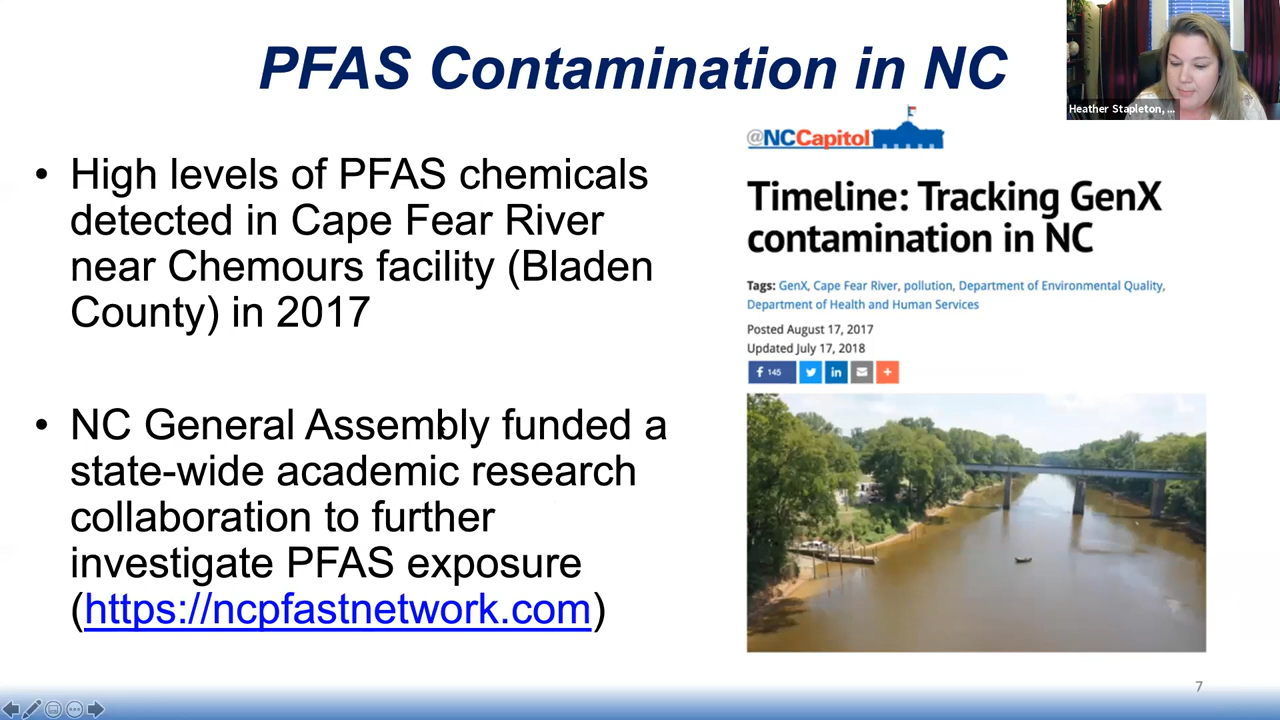 PFAS Contamination in NC
Heather Stapleton, ...
• High levels of PFAS chemicals
detected in Cape Fear River
near Chemours facility (Bladen
County) in 2017
• NC General Assembly funded a
state-wide academic research
collaboration to further
investigate PFAS exposure
(https://ncpfastnetwork.com)
@NCCapitol
Timeline: Tracking GenX
contamination in NC
Tags: GenX, Cape Fear River, pollution, Department of Environmental Quality,
Department of Health and Human Services
Posted August 17, 2017
Updated July 17, 2018
f 145
in
+
7